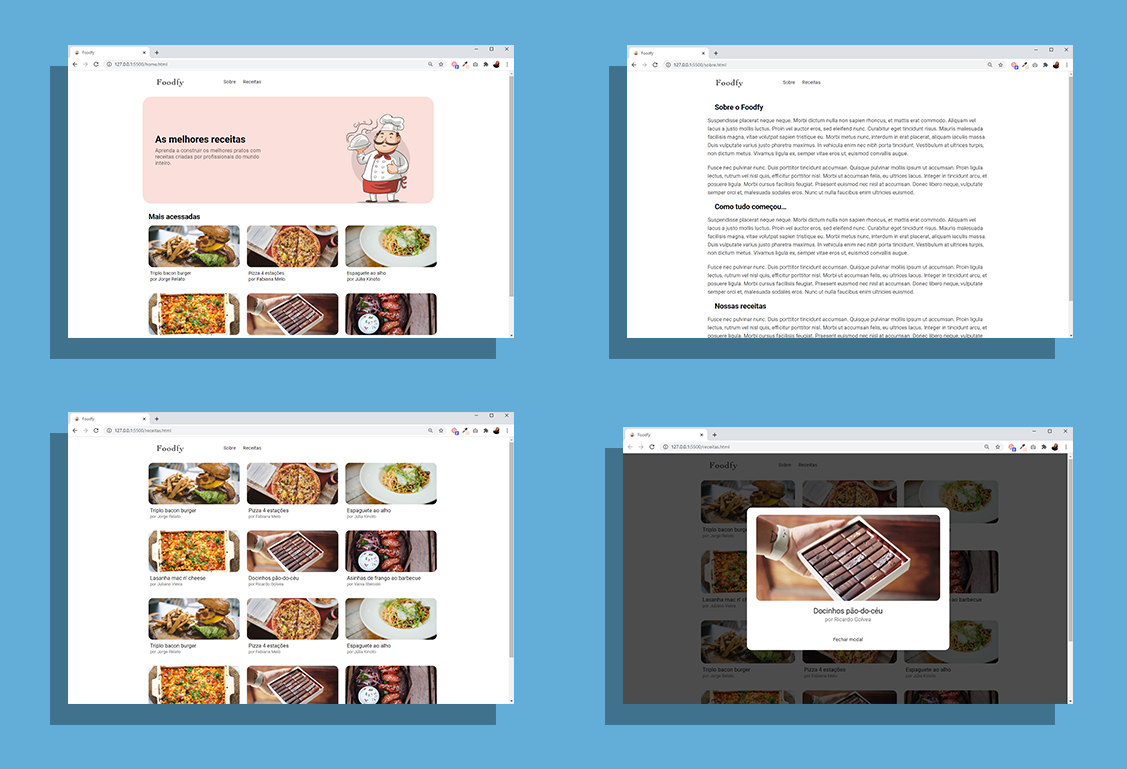 Foodfy
127.0.0.1:5500/home.html
Foodfy
Sobre
Receitas
As melhores receitas
Aprenda a construir os melhores pratos com
receitas criadas por profissionais do mundo
inteiro.
Mais acessadas
Triplo bacon burger
por Jorge Relato
Pizza 4 estações
por Fabiana Melo
Espaguete ao alho
por Júlia Kinoto
Foodfy
127.0.0.1:5500/sobre.html
Foodfy
Sobre
Receitas
Sobre o Foodfy
Suspendisse placerat neque neque. Morbi dictum nulla non sapien rhoncus, et mattis erat commodo. Aliquam vel
lacus a justo mollis luctus. Proin vel auctor eros, sed eleifend nunc. Curabitur eget tincidunt risus. Mauris malesuada
facilisis magna, vitae volutpat sapien tristique eu. Morbi metus nunc, interdum in erat placerat, aliquam iaculis massa.
Duis vulputate varius justo pharetra maximus. In vehicula enim nec nibh porta tincidunt. Vestibulum at ultrices turpis,
non dictum metus. Vivamus ligula ex, semper vitae eros ut, euismod convallis augue.
Fusce nec pulvinar nunc. Duis porttitor tincidunt accumsan. Quisque pulvinar mollis ipsum ut accumsan. Proin ligula
lectus, rutrum vel nisl quis, efficitur porttitor nisl. Morbi ut accumsan felis, eu ultrices lacus. Integer in tincidunt arcu, et
posuere ligula. Morbi cursus facilisis feugiat. Praesent euismod nec nisl at accumsan. Donec libero neque, vulputate
semper orci et, malesuada sodales eros. Nunc ut nulla faucibus enim ultricies euismod.
Como tudo começou...
Suspendisse placerat neque neque. Morbi dictum nulla non sapien rhoncus, et mattis erat commodo. Aliquam vel
lacus a justo mollis luctus. Proin vel auctor eros, sed eleifend nunc. Curabitur eget tincidunt risus. Mauris malesuada
facilisis magna, vitae volutpat sapien tristique eu. Morbi metus nunc, interdum in erat placerat, aliquam iaculis massa.
Duis vulputate varius justo pharetra maximus. In vehicula enim nec nibh porta tincidunt. Vestibulum at ultrices turpis,
non dictum metus. Vivamus ligula ex, semper vitae eros ut, euismod convallis augue.
Fusce nec pulvinar nunc. Duis porttitor tincidunt accumsan. Quisque pulvinar mollis ipsum ut accumsan. Proin ligula
lectus, rutrum vel nisl quis, efficitur porttitor nisl. Morbi ut accumsan felis, eu ultrices lacus. Integer in tincidunt arcu, et
posuere ligula. Morbi cursus facilisis feugiat. Praesent euismod nec nisl at accumsan. Donec libero neque, vulputate
semper orci et, malesuada sodales eros. Nunc ut nulla faucibus enim ultricies euismod.
Nossas receitas
Fusce nec pulvinar nunc. Duis porttitor tincidunt accumsan. Quisque pulvinar mollis ipsum ut accumsan. Proin ligula
lectus, rutrum vel nisl quis, efficitur porttitor nisl. Morbi ut accumsan felis, eu ultrices lacus. Integer in tincidunt arcu, et
posuere ligula. Morbi cursus facilisis feugiat. Praesent euismod nec nisl at accumsan. Donec libero neque, vulputate
Foodfy
127.0.0.1:5500/receitas.html
Foodfy
Sobre
Receitas
Triplo bacon burger
por Jorge Relato
Pizza 4 estações
por Fabiana Melo
Espaguete ao alho
por Júlia Kinoto
Lasanha mac n' cheese
por Juliano Vieira
Docinhos pão-do-céu
por Ricardo Golvea
Asinhas de frango ao barbecue
por Vania Steroski
Triplo bacon burger
por Jorge Relato
Pizza 4 estações
por Fabiana Melo
Espaguete ao alho
por Júlia Kinoto
Foodfy
127.0.0.1:5500/receitas.html
Foodfy
Sobre
Receitas
Triplo bacon burg
por Jorge Relato
Lasanha mac n' c
por Juliano Vieira
as barbecue
Docinhos pão-do-céu
por Ricardo Golvea
Fechar modal
Triplo bacon burger
por Jorge Relato
Pizza 4 estações
por Fabiana Melo
Espaguete ao alho
por Júlia Kinoto